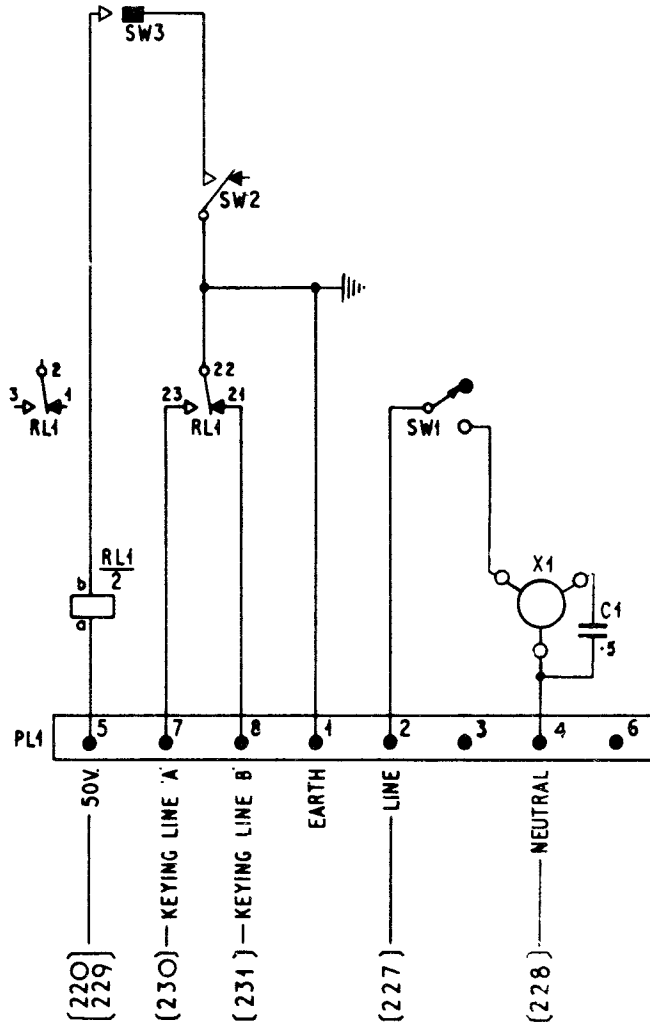 SW3
SW2
2
3
1
RL1
22
23
21
RL1
SW1
RL1
2
b
a
X1
C1
·5
PL1
5
7
8
1
2
3
4
6
50V.
KEYING LINE 'A'
KEYING LINE 'B'
EARTH
LINE
NEUTRAL
(220)
(229)
(230)
(231)
(227)
(228)